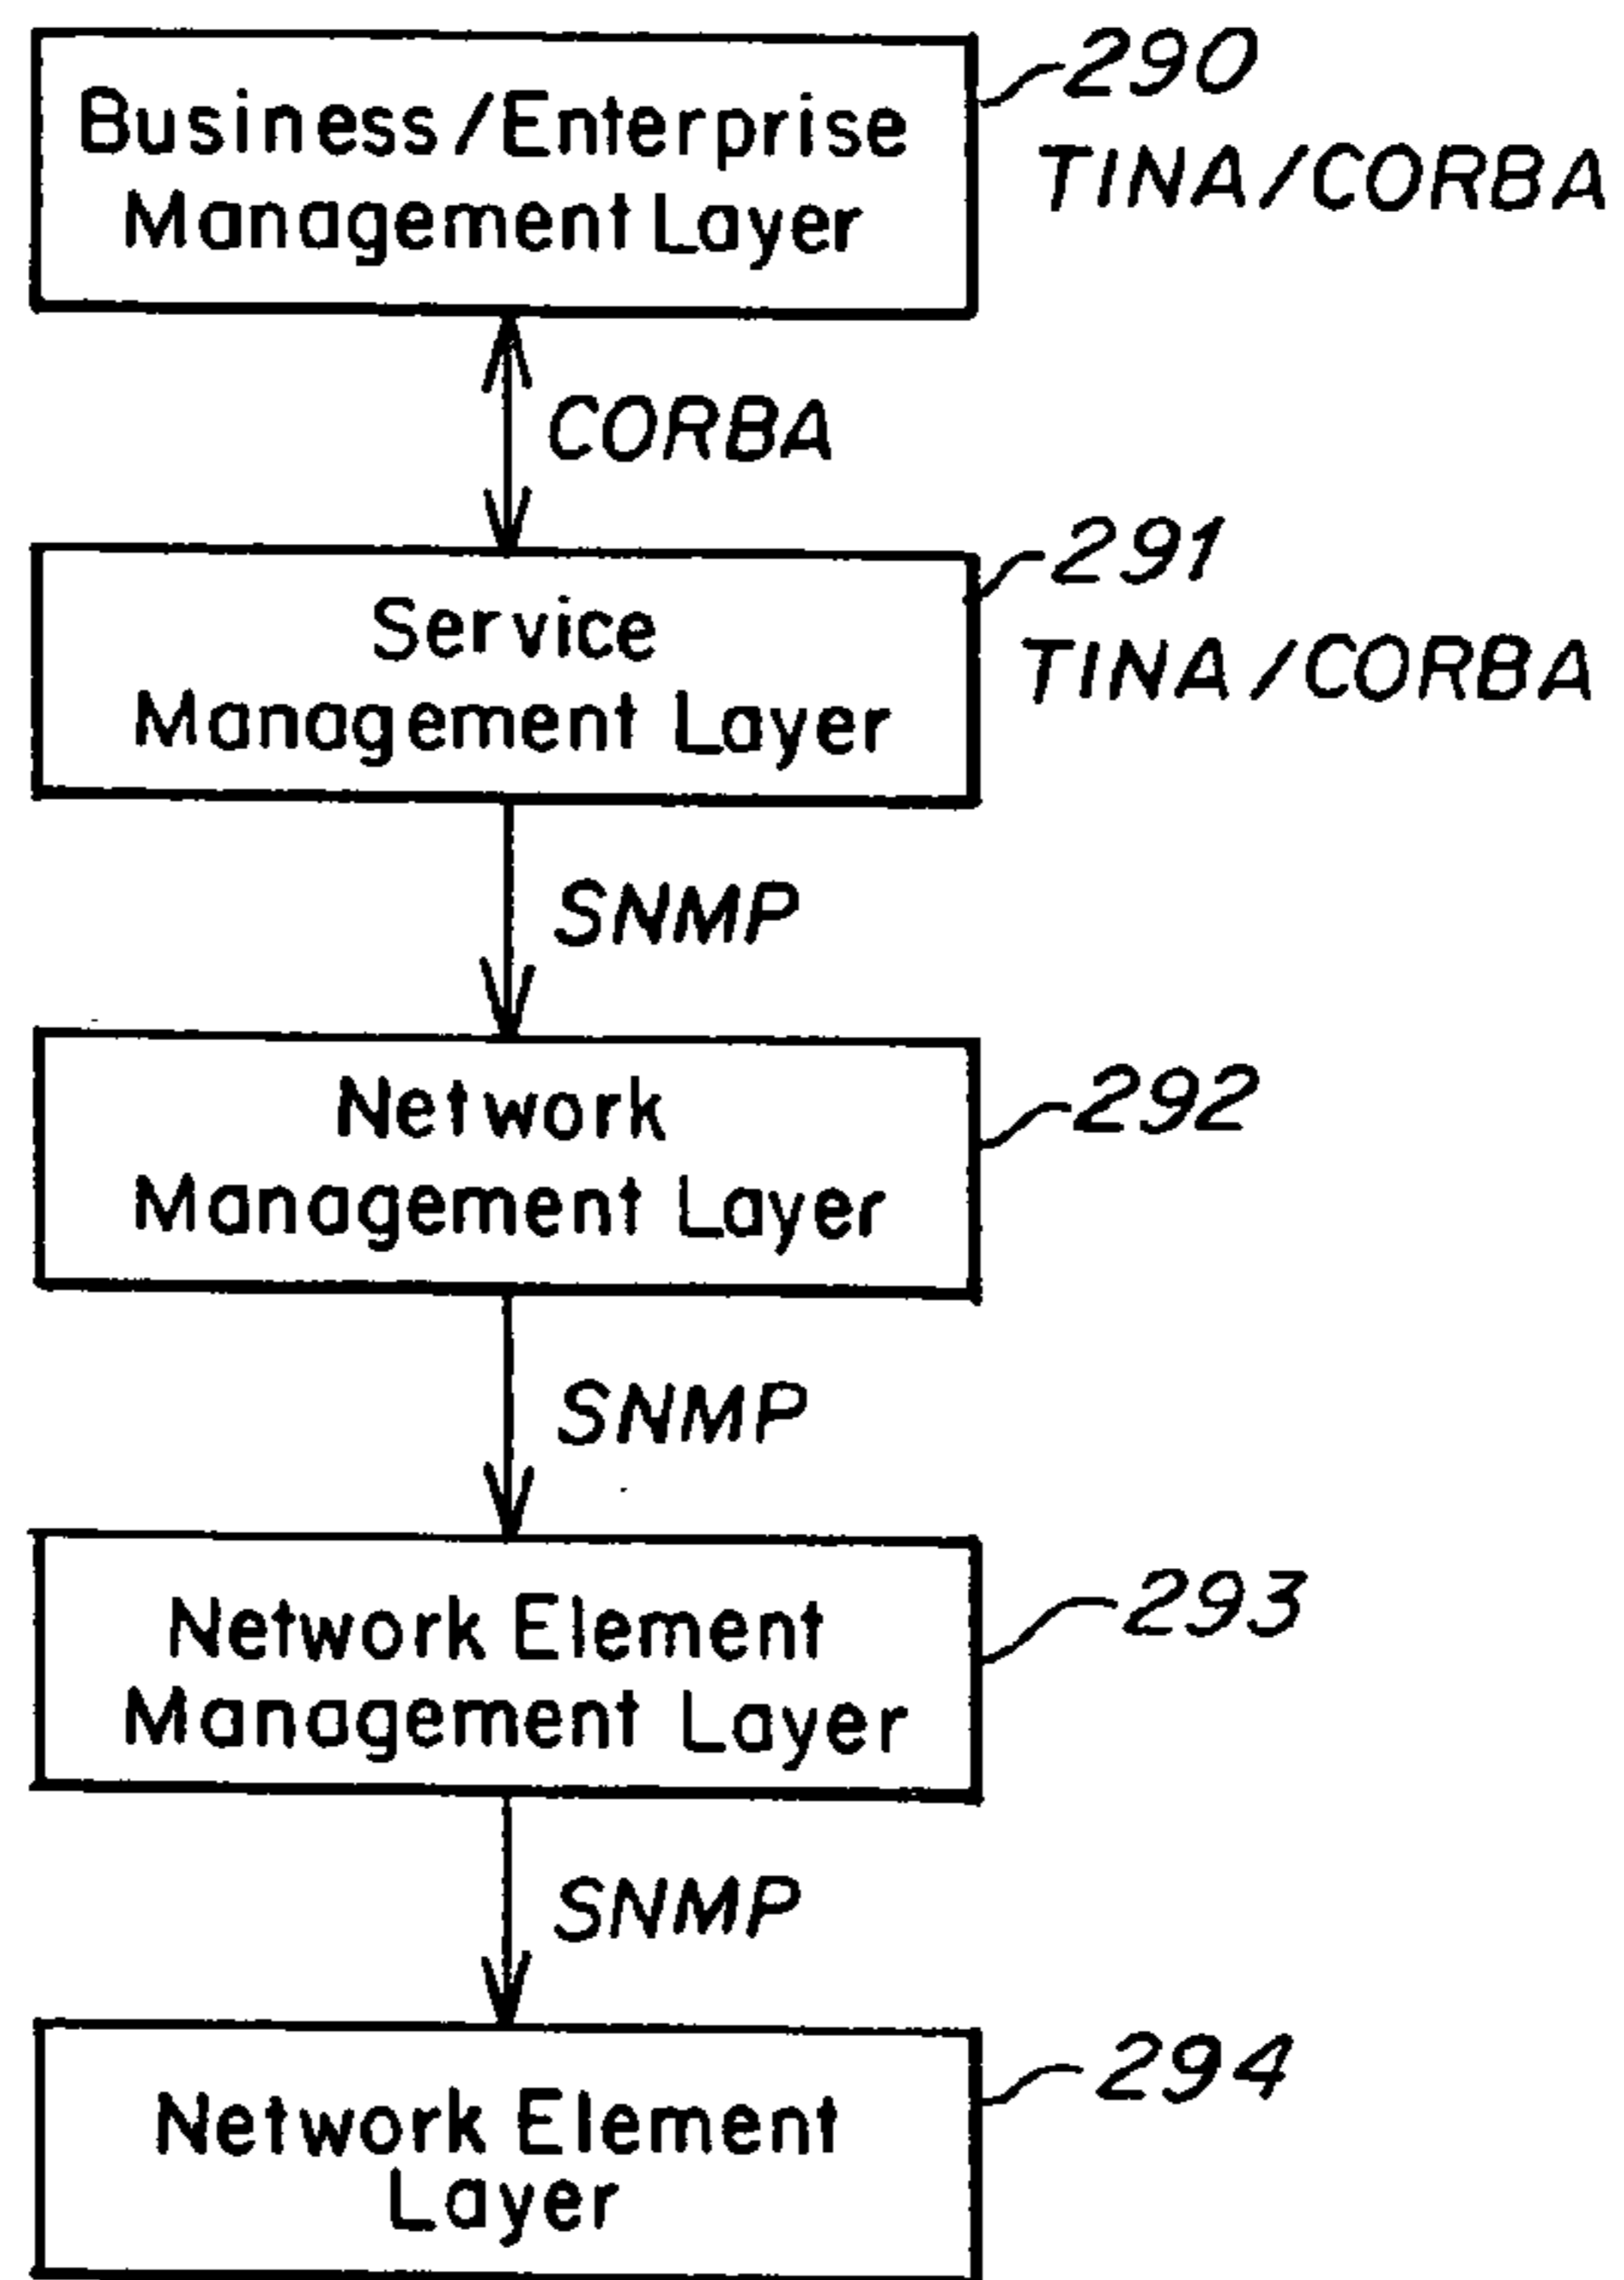 Business/Enterprise
Management Layer
290
TINA/CORBA
CORBA
Service
Management Layer
291
TINA/CORBA
SNMP
Network
Management Layer
292
SNMP
Network Element
Management Layer
293
SNMP
Network Element
Layer
294